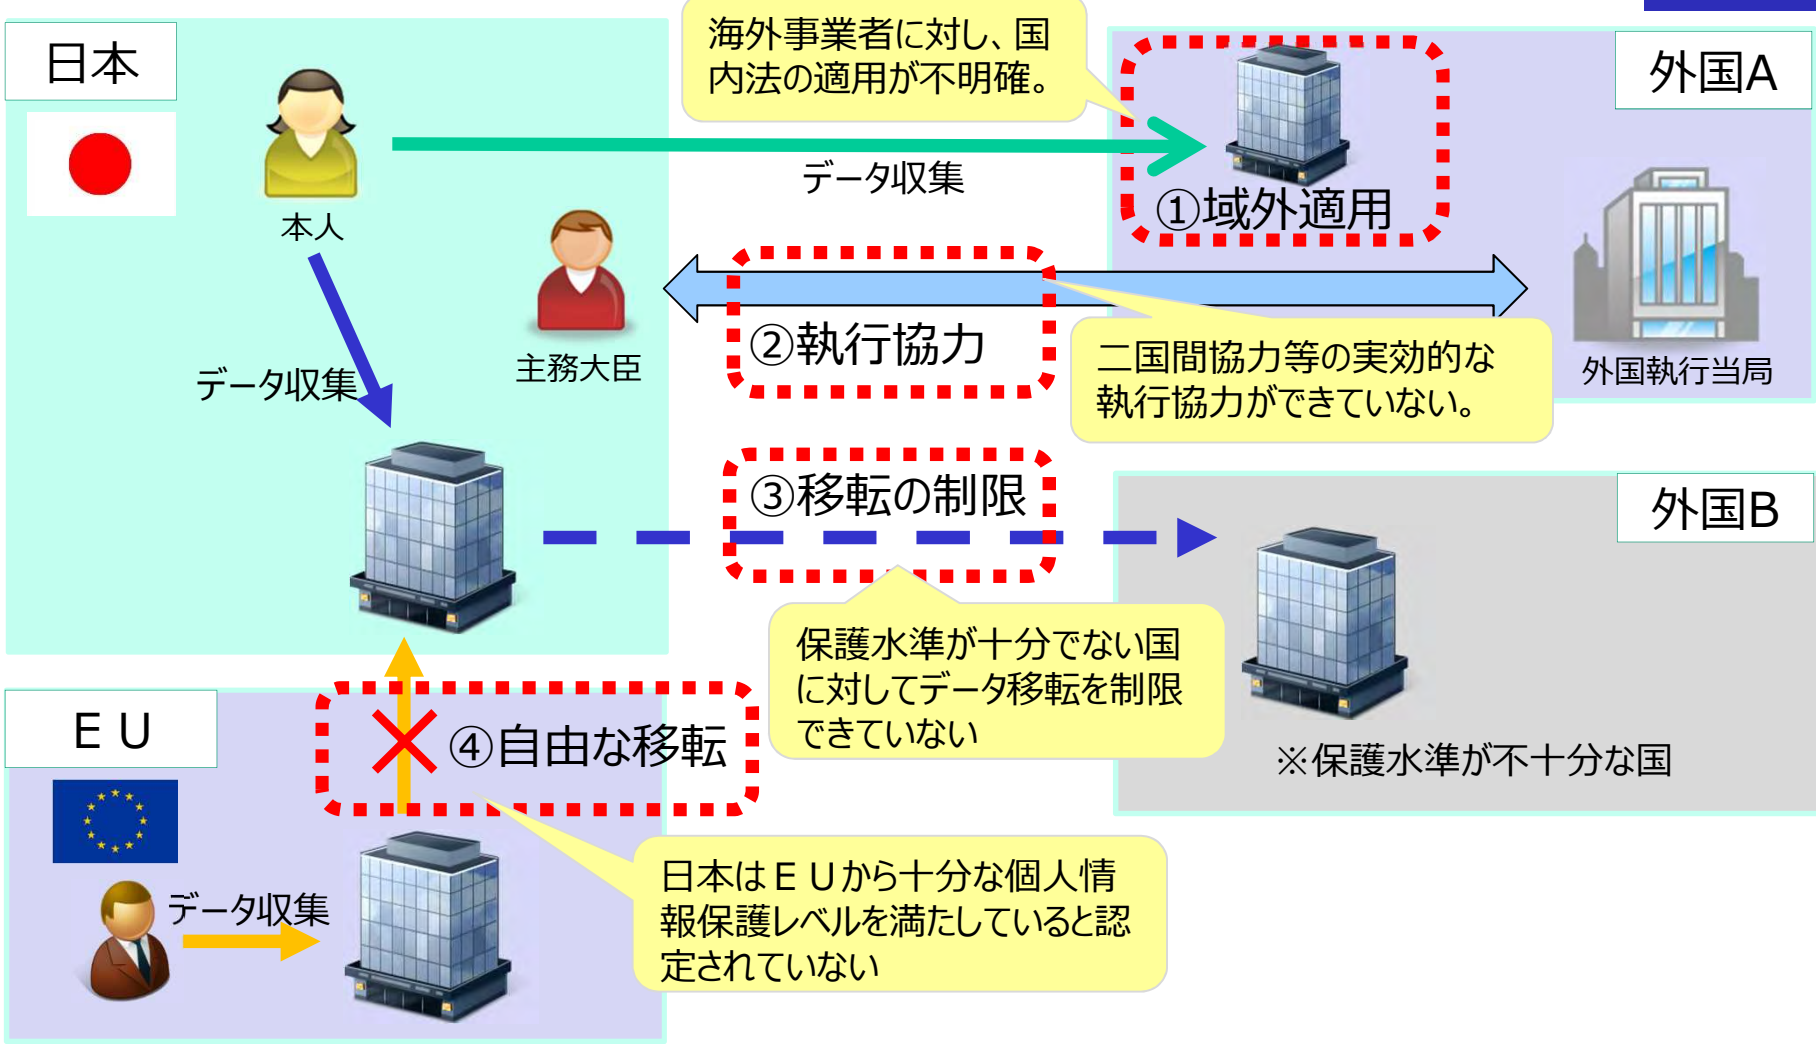 日本
海外事業者に対し、国
内法の適用が不明確。
外国A
データ収集
①域外適用
本人
主務大臣
②執行協力
二国間協力等の実効的な
執行協力ができていない。
外国執行当局
データ収集
③移転の制限
外国B
保護水準が十分でない国
に対してデータ移転を制限
できていない
※保護水準が不十分な国
ＥＵ
④自由な移転
データ収集
日本はＥＵから十分な個人情
報保護レベルを満たしていると認
定されていない